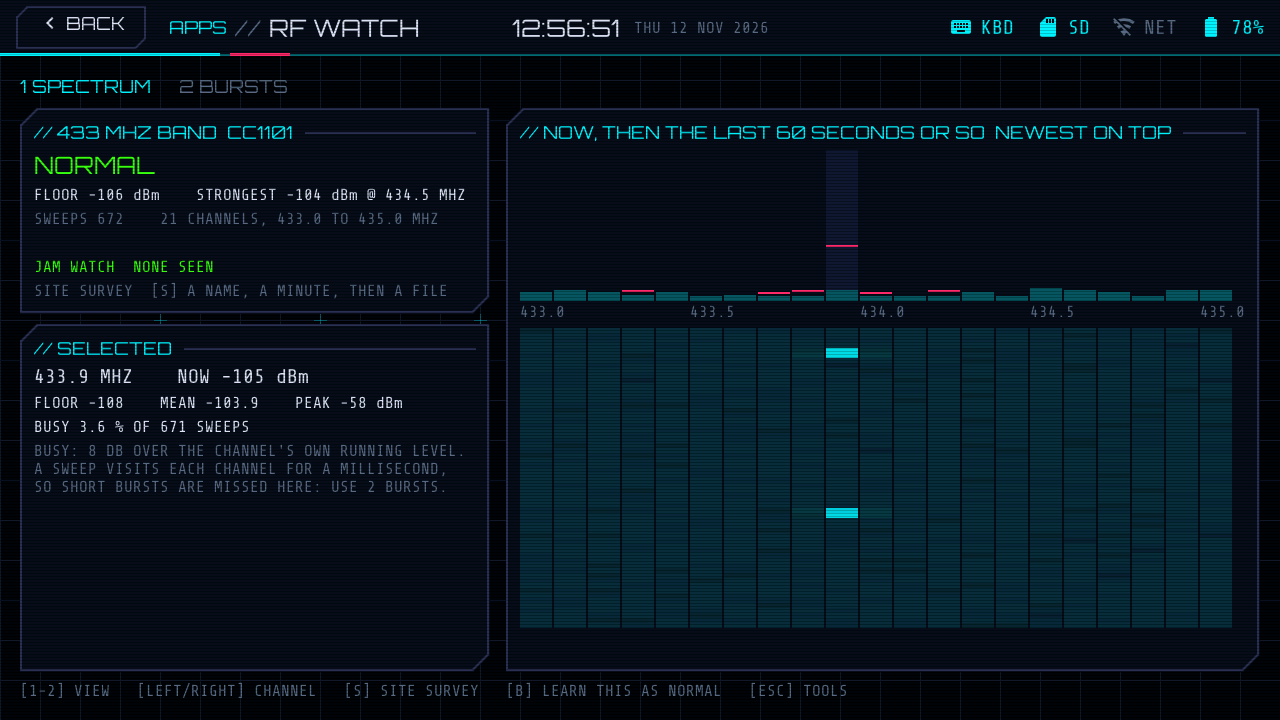 BACK
APPS // RF WATCH
12:56:51 THU 12 NOV 2026
KBD SD NET 78%
1 SPECTRUM 2 BURSTS
// 433 MHZ BAND CC1101
NORMAL
FLOOR -106 dBm STRONGEST -104 dBm @ 434.5 MHZ
SWEEPS 672 21 CHANNELS, 433.0 TO 435.0 MHZ
JAM WATCH NONE SEEN
SITE SURVEY [S] A NAME, A MINUTE, THEN A FILE
// SELECTED
433.9 MHZ NOW -105 dBm
FLOOR -108 MEAN -103.9 PEAK -58 dBm
BUSY 3.6 % OF 671 SWEEPS
BUSY: 8 DB OVER THE CHANNEL'S OWN RUNNING LEVEL.
A SWEEP VISITS EACH CHANNEL FOR A MILLISECOND,
SO SHORT BURSTS ARE MISSED HERE: USE 2 BURSTS.
// NOW, THEN THE LAST 60 SECONDS OR SO NEWEST ON TOP
433.0 433.5 434.0 434.5 435.0
[1-2] VIEW [LEFT/RIGHT] CHANNEL [S] SITE SURVEY [B] LEARN THIS AS NORMAL [ESC] TOOLS